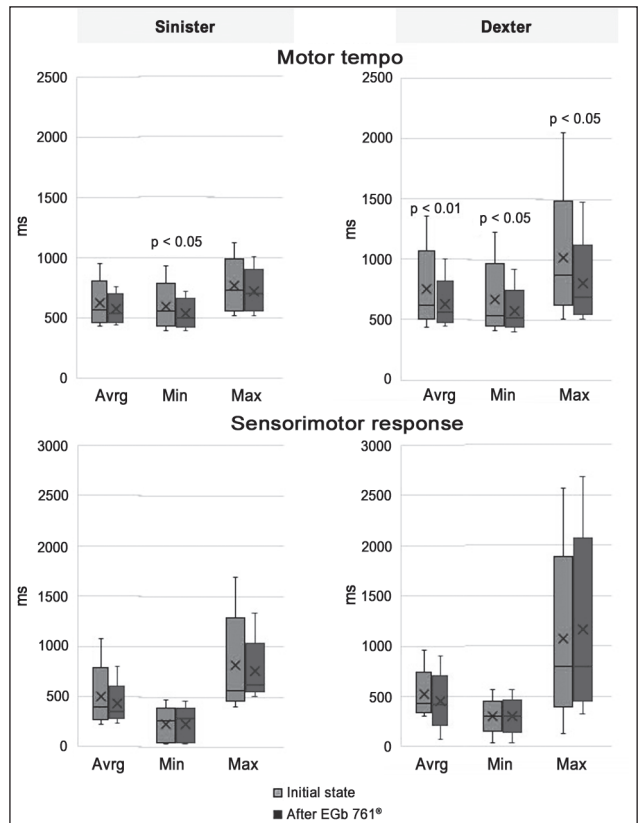 Sinister Dexter
Motor tempo
2500 2500
2000 2000
p < 0.05
1500 1500
p < 0.01 p < 0.05
ms ms
p < 0.05
1000 1000
500 500
0 0
Avrg Min Max Avrg Min Max
Sensorimotor response
3000 3000
2500 2500
2000 2000
ms ms
1500 1500
1000 1000
500 500
0 0
Avrg Min Max Avrg Min Max
Initial state
After EGb 761®